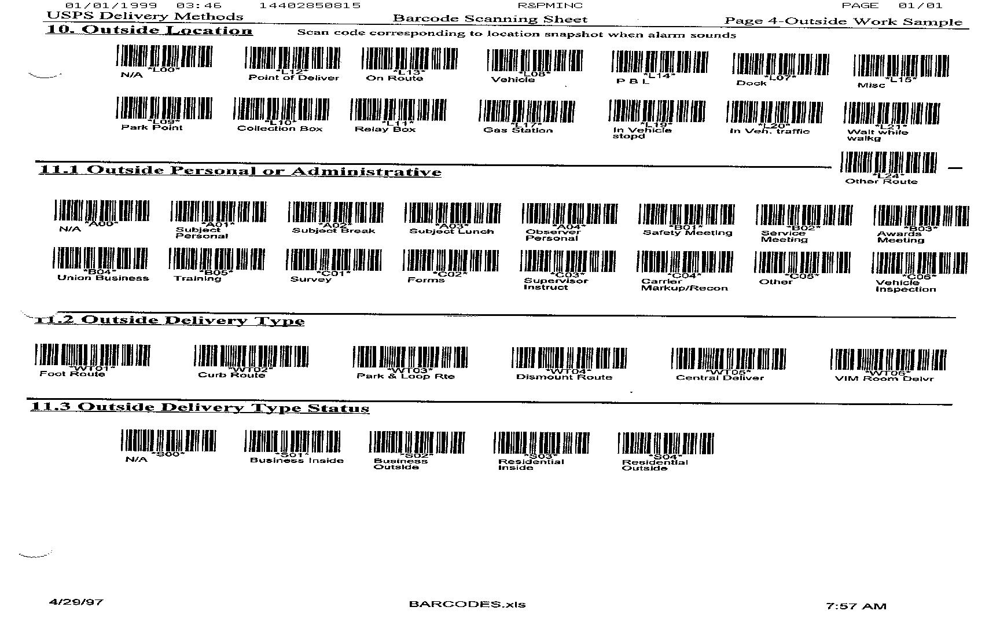 01/01/1999 03:46 14402850815 R&PMINC PAGE 01/01
USPS Delivery Methods Barcode Scanning Sheet Page 4-Outside Work Sample
10. Outside Location Scan code corresponding to location snapshot when alarm sounds
*L00* *L12* *L13* *L08* *L14* *L07* *L15*
N/A Point of Deliver On Route Vehicle P B L Dock Misc
*L09* *L10* *L11* *L17* *L19* *L20* *L21*
Park Point Collection Box Relay Box Gas Station In Vehicle In Veh. traffic Wait while
stopd walkg
11.1 Outside Personal or Administrative
*L24*
Other Route
*A00* *A01* *A02* *A03* *A04* *B01* *B02* *B03*
N/A Subject Subject Break Subject Lunch Observer Safety Meeting Service Awards
Personal Personal Meeting Meeting
*B04* *B05* *C01* *C02* *C03* *C04* *C05* *C06*
Union Business Training Survey Forms Supervisor Carrier Other Vehicle
Instruct Markup/Recon Inspection
11.2 Outside Delivery Type
*WT01* *WT02* *WT03* *WT04* *WT05* *WT06*
Foot Route Curb Route Park & Loop Rte Dismount Route Central Deliver VIM Room Delvr
11.3 Outside Delivery Type Status
*S00* *S01* *S02* *S03* *S04*
N/A Business Inside Business Residential Residential
Outside Inside Outside
4/29/97 BARCODES.xls 7:57 AM